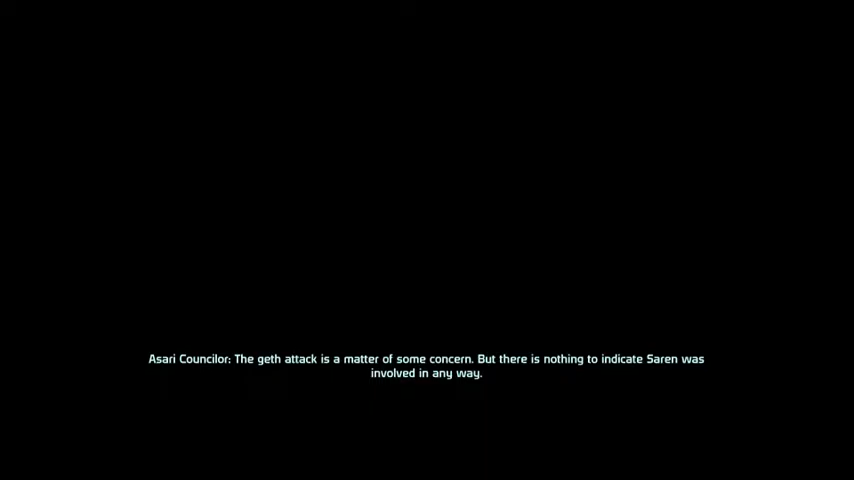 Asari Councilor: The geth attack is a matter of some concern. But there is nothing to indicate Saren was
involved in any way.